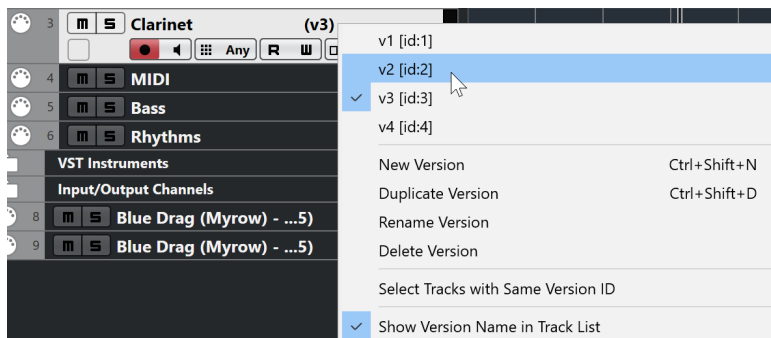 3 m S Clarinet (v3)
Any R W
4 m S MIDI
5 m S Bass
6 m S Rhythms
VST Instruments
Input/Output Channels
8 m S Blue Drag (Myrow) - ...5)
9 m S Blue Drag (Myrow) - ...5)
v1 [id:1]
v2 [id:2]
v3 [id:3]
v4 [id:4]
New Version Ctrl+Shift+N
Duplicate Version Ctrl+Shift+D
Rename Version
Delete Version
Select Tracks with Same Version ID
Show Version Name in Track List